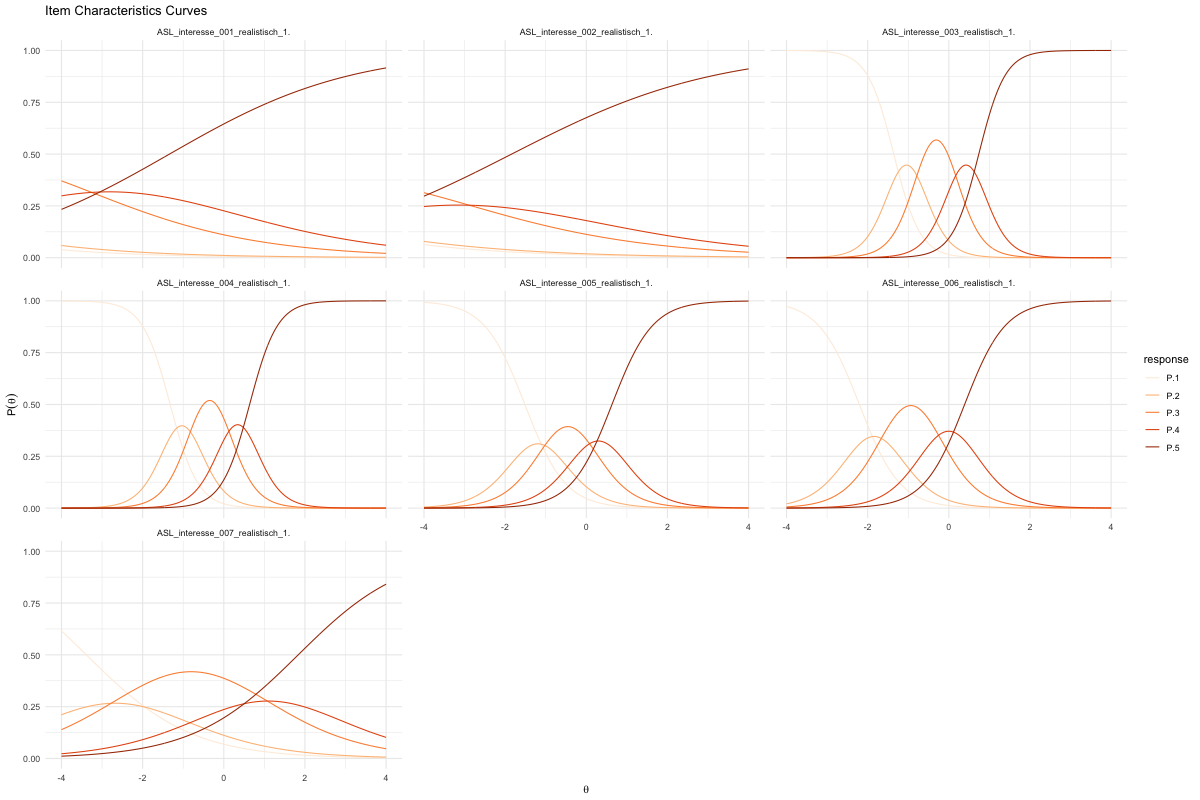 Item Characteristics Curves
ASL_interesse_001_realistisch_1.
ASL_interesse_002_realistisch_1.
ASL_interesse_003_realistisch_1.
1.00
0.75
0.50
0.25
0.00
ASL_interesse_004_realistisch_1.
ASL_interesse_005_realistisch_1.
ASL_interesse_006_realistisch_1.
1.00
0.75
0.50
0.25
0.00
-4 -2 0 2 4
-4 -2 0 2 4
P(θ)
response
P.1
P.2
P.3
P.4
P.5
ASL_interesse_007_realistisch_1.
1.00
0.75
0.50
0.25
0.00
-4 -2 0 2 4
θ